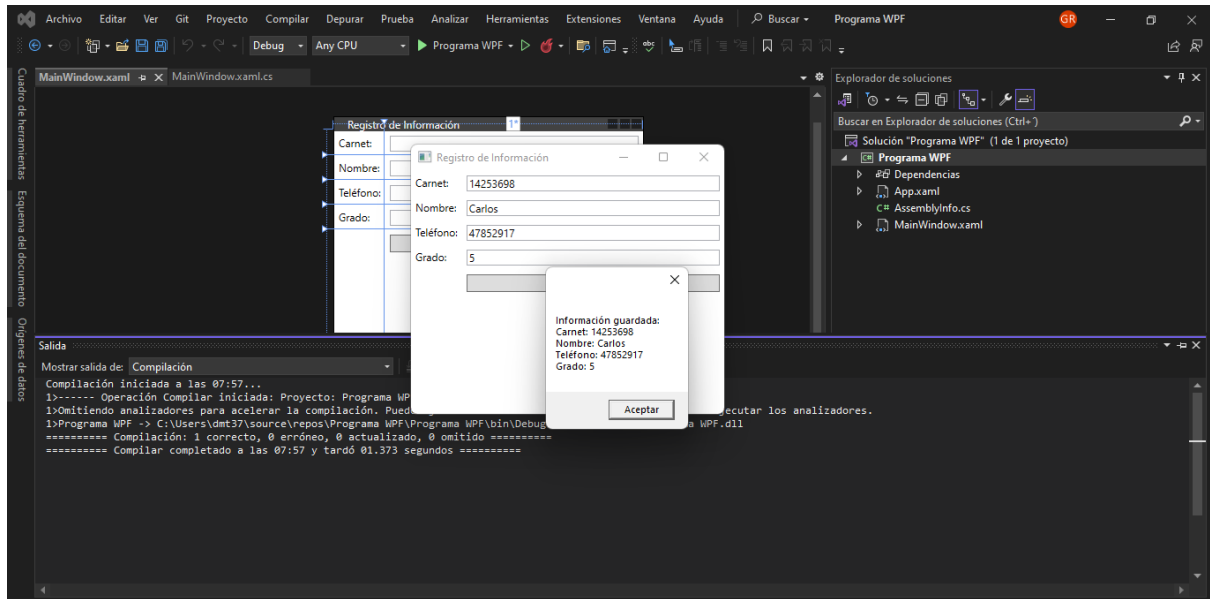 Archivo Editar Ver Git Proyecto Compilar Depurar Prueba Analizar Herramientas Extensiones Ventana Ayuda Buscar Programa WPF GR
Debug Any CPU Programa WPF
Cuadro de herramientas
Esquema del documento
Orígenes de datos
MainWindow.xaml MainWindow.xaml.cs
Registro de Información 1*
Carnet:
Nombre:
Teléfono:
Grado:
Registro de Información
Carnet: 14253698
Nombre: Carlos
Teléfono: 47852917
Grado: 5
Información guardada:
Carnet: 14253698
Nombre: Carlos
Teléfono: 47852917
Grado: 5
Aceptar
Explorador de soluciones
Buscar en Explorador de soluciones (Ctrl+´)
Solución "Programa WPF" (1 de 1 proyecto)
C# Programa WPF
Dependencias
App.xaml
C# AssemblyInfo.cs
MainWindow.xaml
Salida
Mostrar salida de: Compilación
Compilación iniciada a las 07:57...
1>------ Operación Compilar iniciada: Proyecto: Programa WP
1>Omitiendo analizadores para acelerar la compilación. Pued ecutar los analizadores.
1>Programa WPF -> C:\Users\dmt37\source\repos\Programa WPF\Programa WPF\bin\Debug a WPF.dll
========== Compilación: 1 correcto, 0 erróneo, 0 actualizado, 0 omitido ==========
========== Compilar completado a las 07:57 y tardó 01.373 segundos ==========